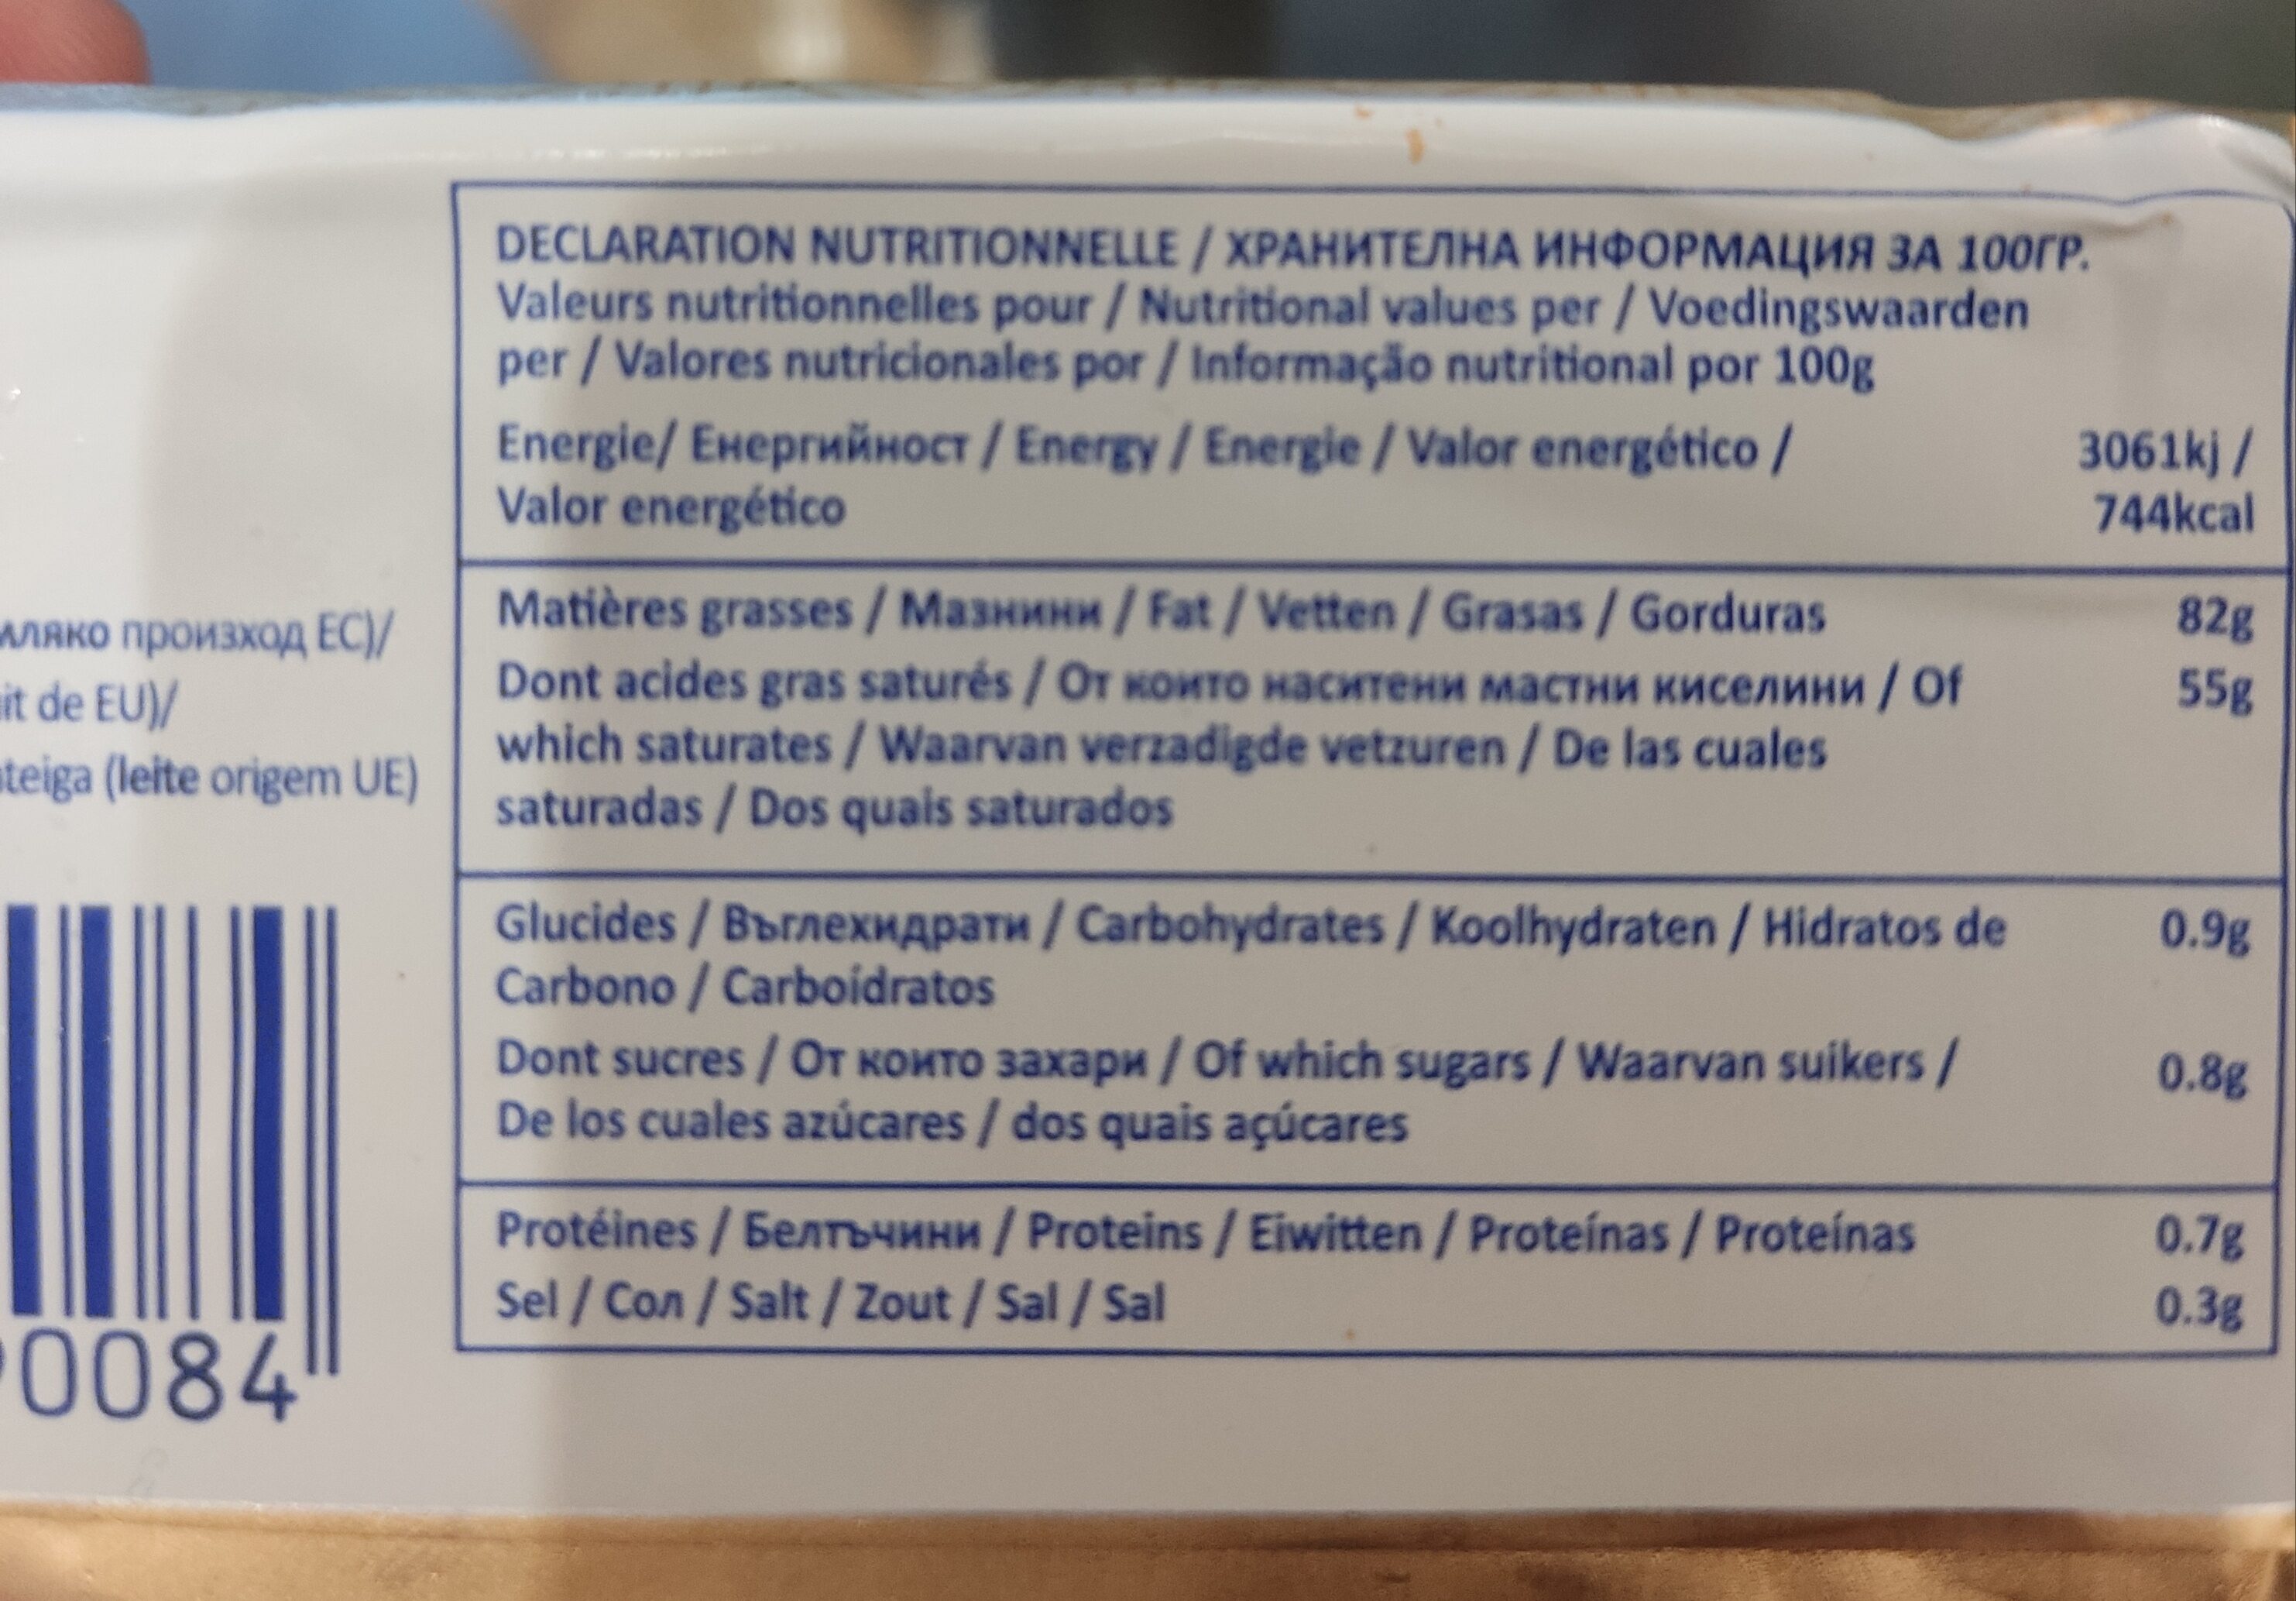 DECLARATION NUTRITIONNELLE / ХРАНИТЕЛНА ИНФОРМАЦИЯ ЗА 100ГР.
Valeurs nutritionnelles pour / Nutritional values per / Voedingswaarden
per / Valores nutricionales por / Informação nutritional por 100g
Energie/ Енергийност / Energy / Energie / Valor energético / 3061kj /
Valor energético 744kcal
Matières grasses / Мазнини / Fat / Vetten / Grasas / Gorduras 82g
Dont acides gras saturés / От които наситени мастни киселини / Of 55g
which saturates / Waarvan verzadigde vetzuren / De las cuales
saturadas / Dos quais saturados
Glucides / Въглехидрати / Carbohydrates / Koolhydraten / Hidratos de 0.9g
Carbono / Carboídratos
Dont sucres / От които захари / Of which sugars / Waarvan suikers / 0.8g
De los cuales azúcares / dos quais açúcares
Protéines / Белтъчини / Proteins / Eiwitten / Proteínas / Proteínas 0.7g
Sel / Сол / Salt / Zout / Sal / Sal 0.3g
произход ЕС)/
de EU)/
(leite origem UE)
0084